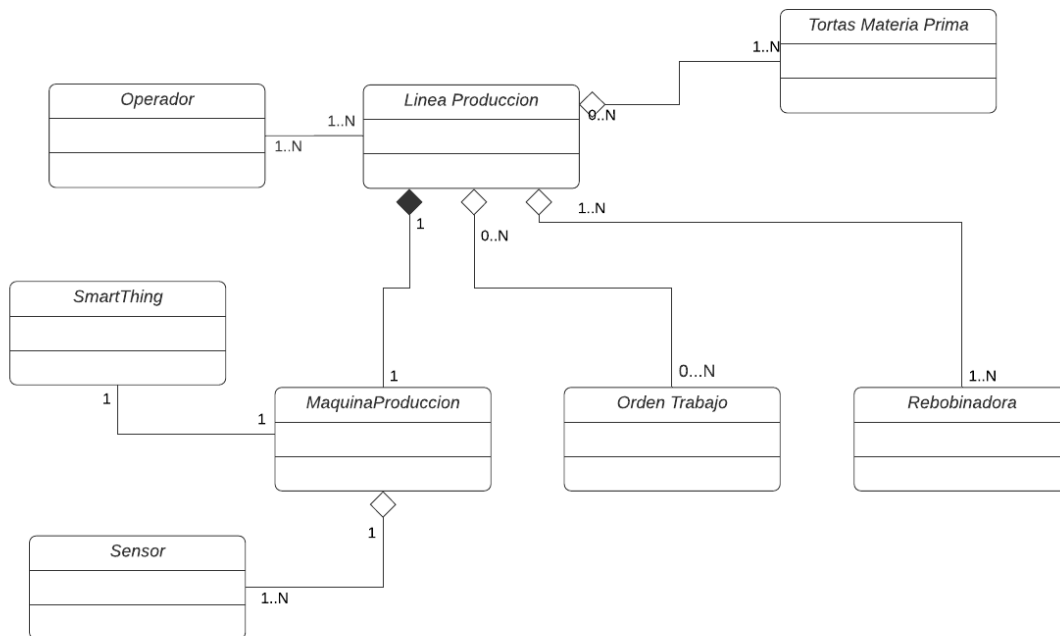 Tortas Materia Prima
1..N
Operador
Linea Produccion
0..N
1..N
1..N
1
0..N
1..N
SmartThing
1
0...N
1..N
MaquinaProduccion
Orden Trabajo
Rebobinadora
1
1
1
Sensor
1..N